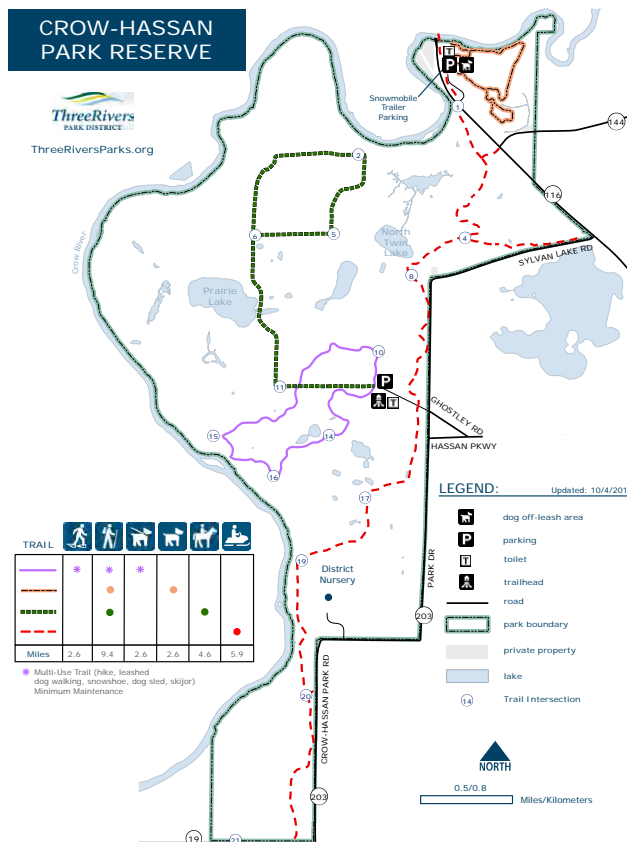 CROW-HASSAN
PARK RESERVE
ThreeRivers
PARK DISTRICT
ThreeRiversParks.org
T
P
Snowmobile
Trailer
Parking
1
144
2
116
Crow River
6
5
North
Twin
Lake
4
SYLVAN LAKE RD
8
Prairie
Lake
10
11
P
T
GHOSTLEY RD
HASSAN PKWY
15
14
16
17
LEGEND:
Updated: 10/4/201
dog off-leash area
P
parking
T
toilet
trailhead
road
park boundary
private property
lake
14
Trail Intersection
TRAIL
Miles
2.6
9.4
2.6
2.6
4.6
5.9
Multi-Use Trail (hike, leashed
dog walking, snowshoe, dog sled, skijor)
Minimum Maintenance
19
District
Nursery
PARK DR
203
CROW-HASSAN PARK RD
20
203
NORTH
0.5/0.8
Miles/Kilometers
19
21